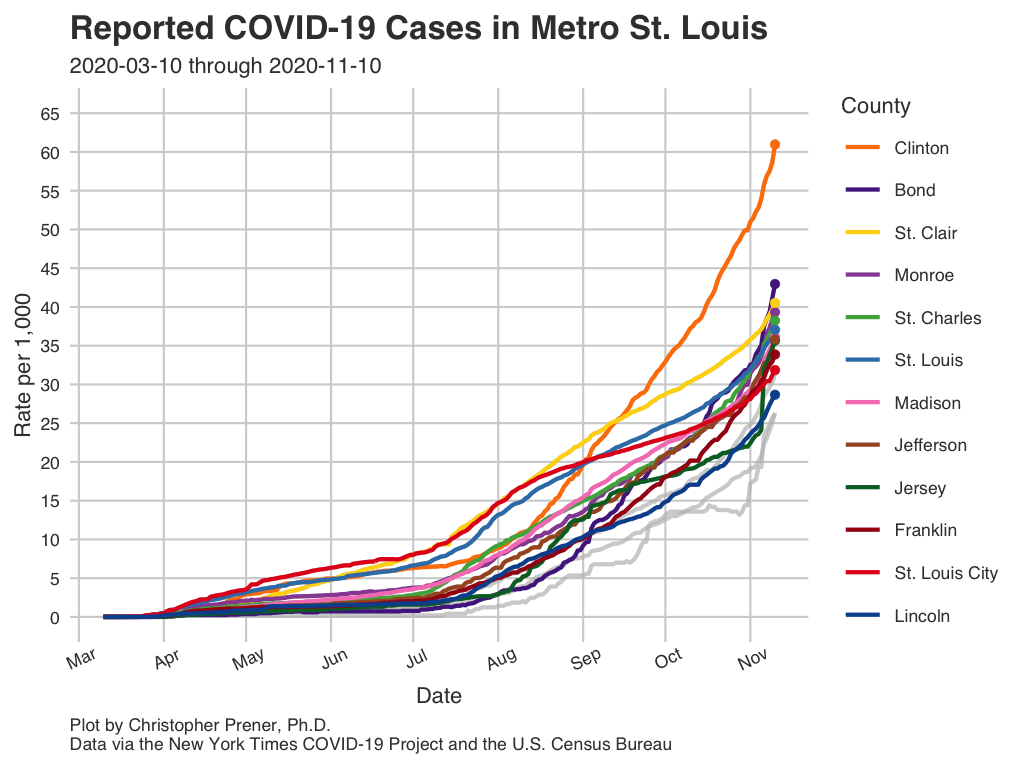 Reported COVID-19 Cases in Metro St. Louis
2020-03-10 through 2020-11-10
65
60
55
50
45
40
35
30
25
20
15
10
5
0
Rate per 1,000
Mar
Apr
May
Jun
Jul
Aug
Sep
Oct
Nov
Date
County
Clinton
Bond
St. Clair
Monroe
St. Charles
St. Louis
Madison
Jefferson
Jersey
Franklin
St. Louis City
Lincoln
Plot by Christopher Prener, Ph.D.
Data via the New York Times COVID-19 Project and the U.S. Census Bureau